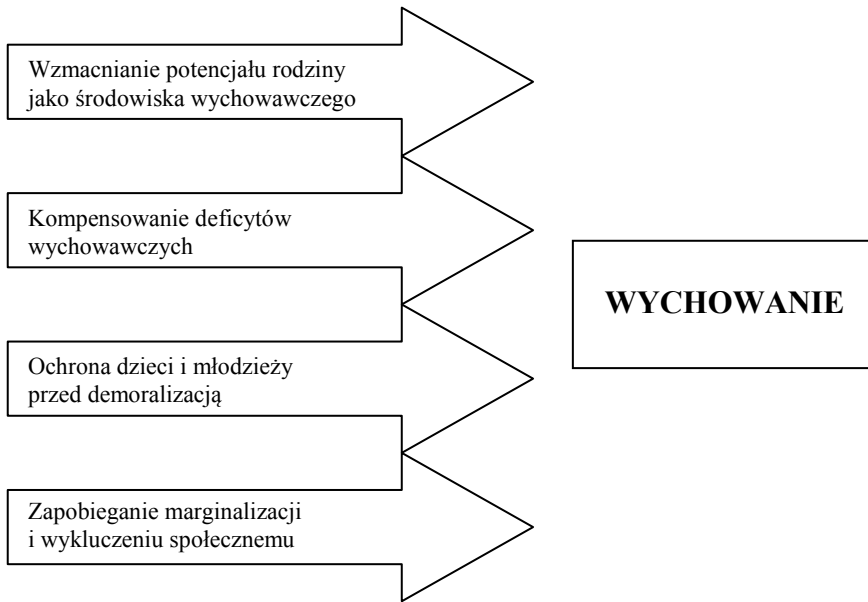 Wzmacnianie potencjału rodziny
jako środowiska wychowawczego
Kompensowanie deficytów
wychowawczych
WYCHOWANIE
Ochrona dzieci i młodzieży
przed demoralizacją
Zapobieganie marginalizacji
i wykluczeniu społecznemu